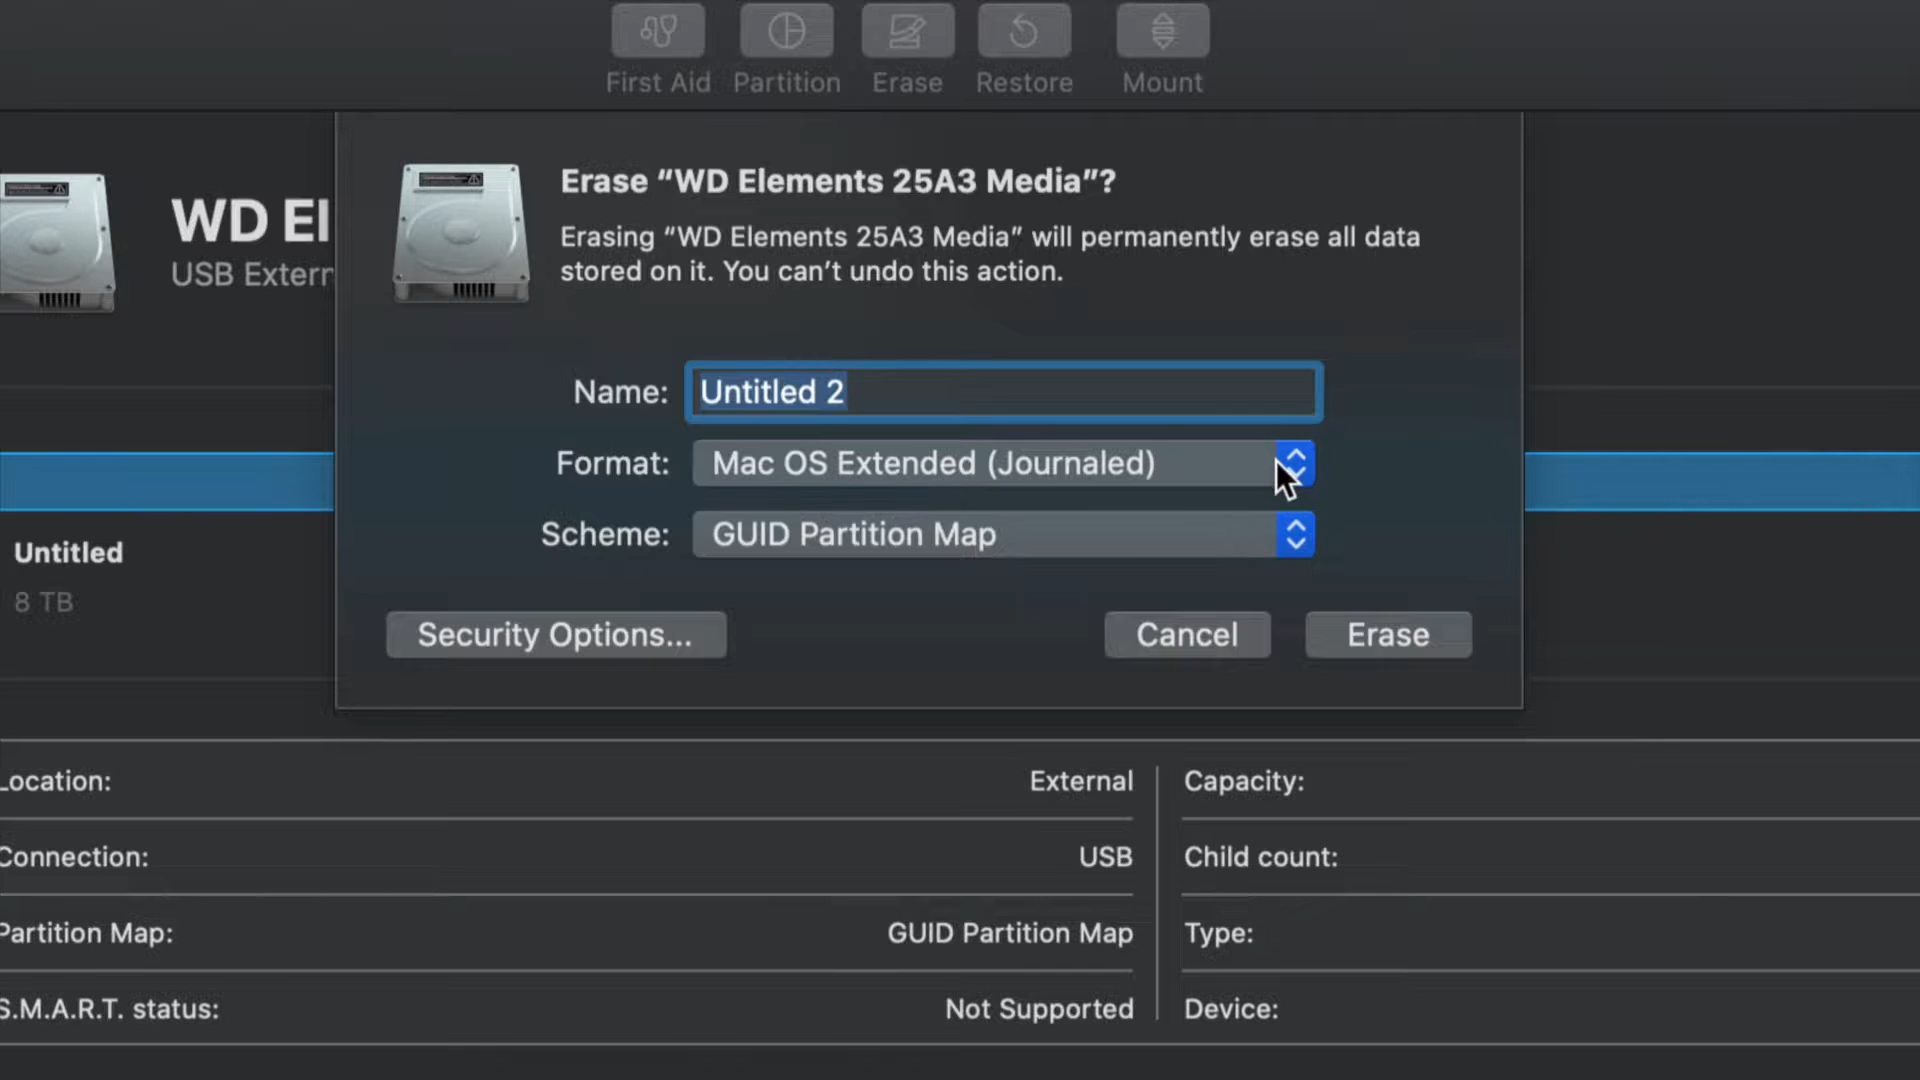 First Aid
Partition
Erase
Restore
Mount
WD El
USB Extern
Erase “WD Elements 25A3 Media”?
Erasing “WD Elements 25A3 Media” will permanently erase all data
stored on it. You can’t undo this action.
Name: Untitled 2
Format: Mac OS Extended (Journaled)
Scheme: GUID Partition Map
Untitled
8 TB
Security Options...
Cancel
Erase
Location: External
Capacity:
Connection: USB
Child count:
Partition Map: GUID Partition Map
Type:
S.M.A.R.T. status: Not Supported
Device: